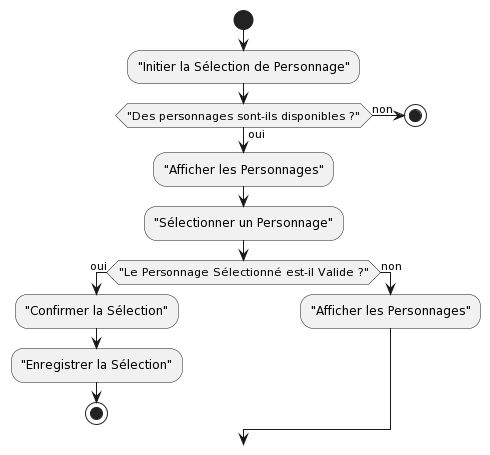 "Initier la Sélection de Personnage"
"Des personnages sont-ils disponibles ?"
non
oui
"Afficher les Personnages"
"Sélectionner un Personnage"
oui
"Le Personnage Sélectionné est-il Valide ?"
non
"Confirmer la Sélection"
"Afficher les Personnages"
"Enregistrer la Sélection"